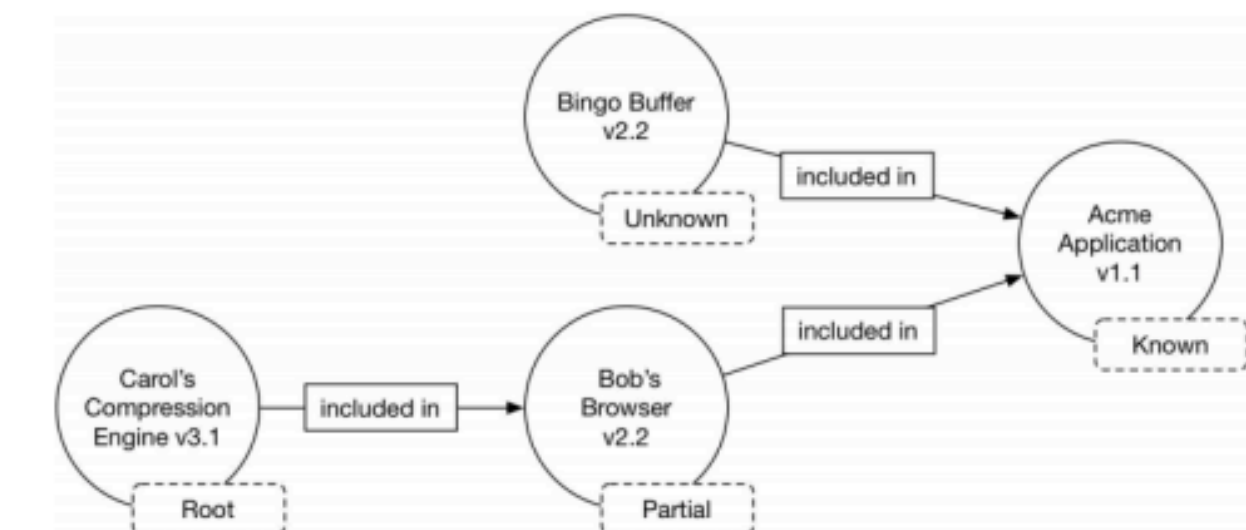 Bingo Buffer
v2.2
Unknown
included in
Acme
Application
v1.1
Known
included in
Carol's
Compression
Engine v3.1
Root
included in
Bob's
Browser
v2.2
Partial